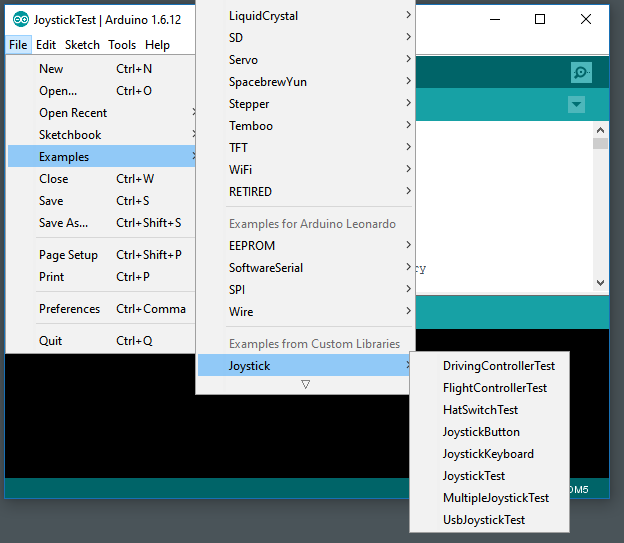 JoystickTest | Arduino 1.6.12
File Edit Sketch Tools Help
New Ctrl+N
Open... Ctrl+O
Open Recent
Sketchbook
Examples
Close Ctrl+W
Save Ctrl+S
Save As... Ctrl+Shift+S
Page Setup Ctrl+Shift+P
Print Ctrl+P
Preferences Ctrl+Comma
Quit Ctrl+Q
LiquidCrystal
SD
Servo
SpacebrewYun
Stepper
Temboo
TFT
WiFi
RETIRED
Examples for Arduino Leonardo
EEPROM
SoftwareSerial
SPI
Wire
Examples from Custom Libraries
Joystick
DrivingControllerTest
FlightControllerTest
HatSwitchTest
JoystickButton
JoystickKeyboard
JoystickTest
MultipleJoystickTest
UsbJoystickTest